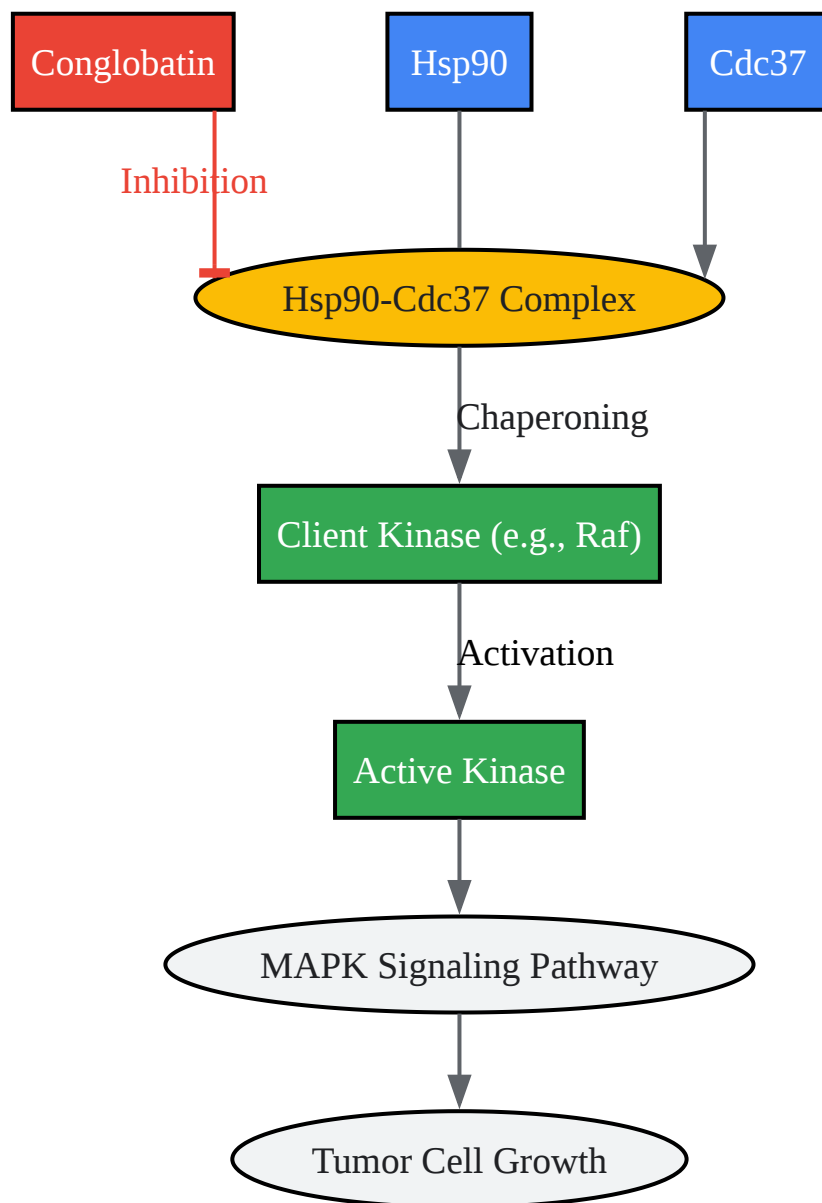 Conglobatin
Hsp90
Cdc37
Inhibition
Hsp90-Cdc37 Complex
Chaperoning
Client Kinase (e.g., Raf)
Activation
Active Kinase
MAPK Signaling Pathway
Tumor Cell Growth